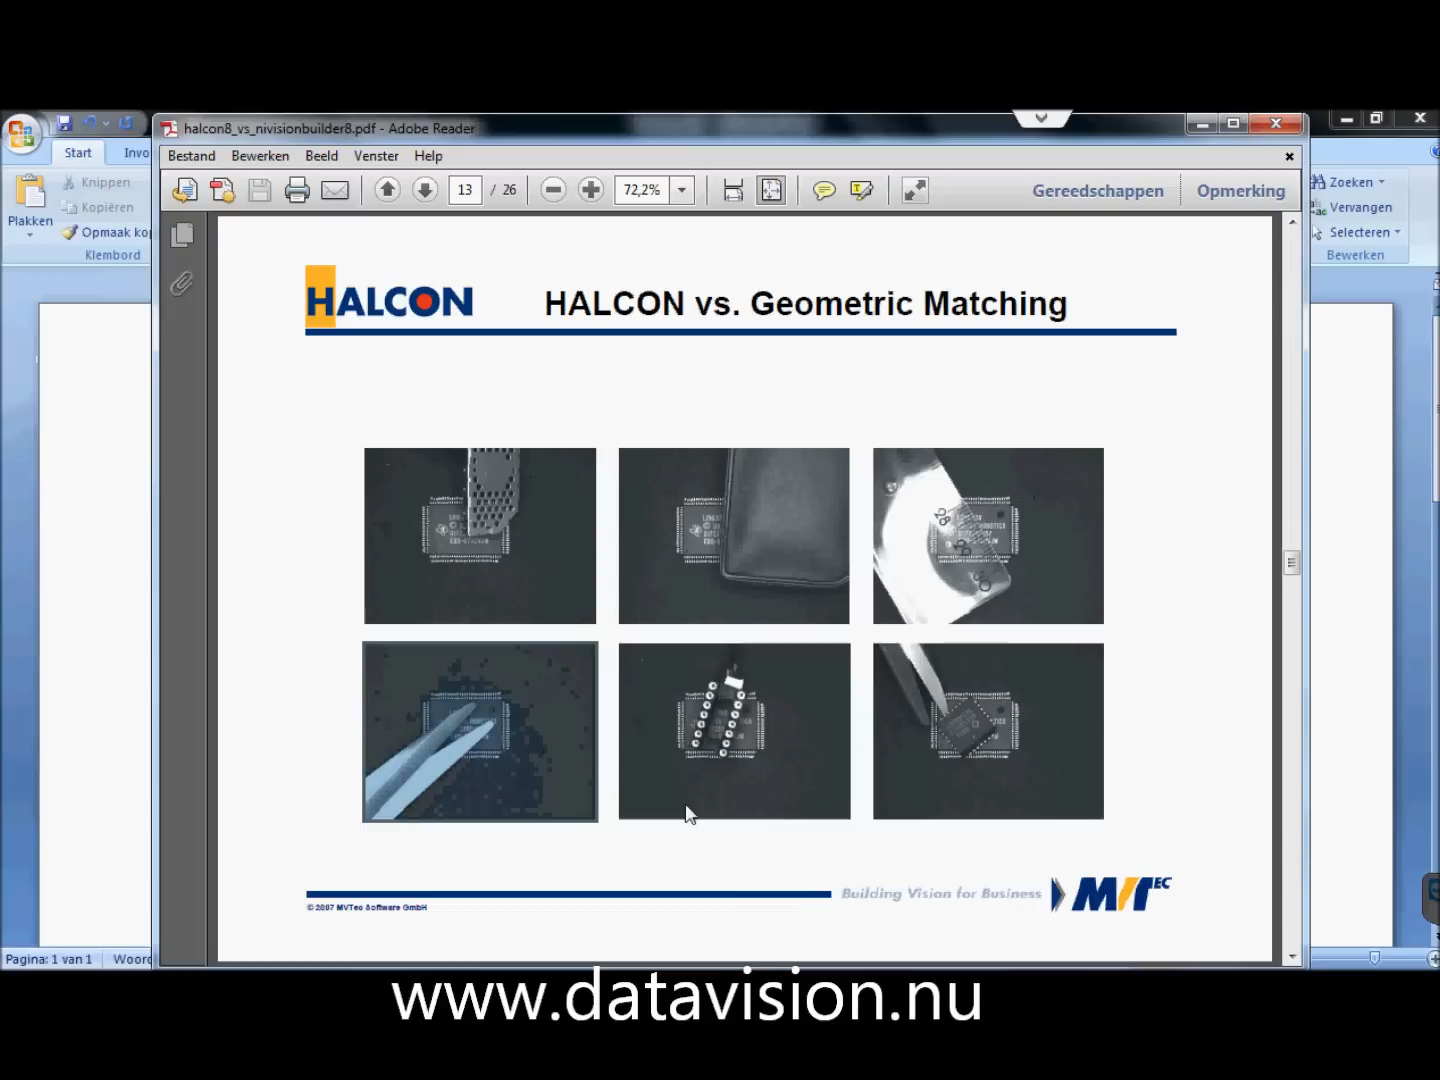 halcon8_vs_nivisionbuilder8.pdf - Adobe Reader
Start
Invo
Bestand Bewerken Beeld Venster Help
Knippen
Kopiëren
Plakken
Opmaak kop
Klembord
13 / 26
72,2%
Gereedschappen
Opmerking
Zoeken
Vervangen
Selecteren
Bewerken
HALCON
HALCON vs. Geometric Matching
Building Vision for Business
MVTEC
© 2007 MVTec Software GmbH
Pagina: 1 van 1
Woord
www.datavision.nu